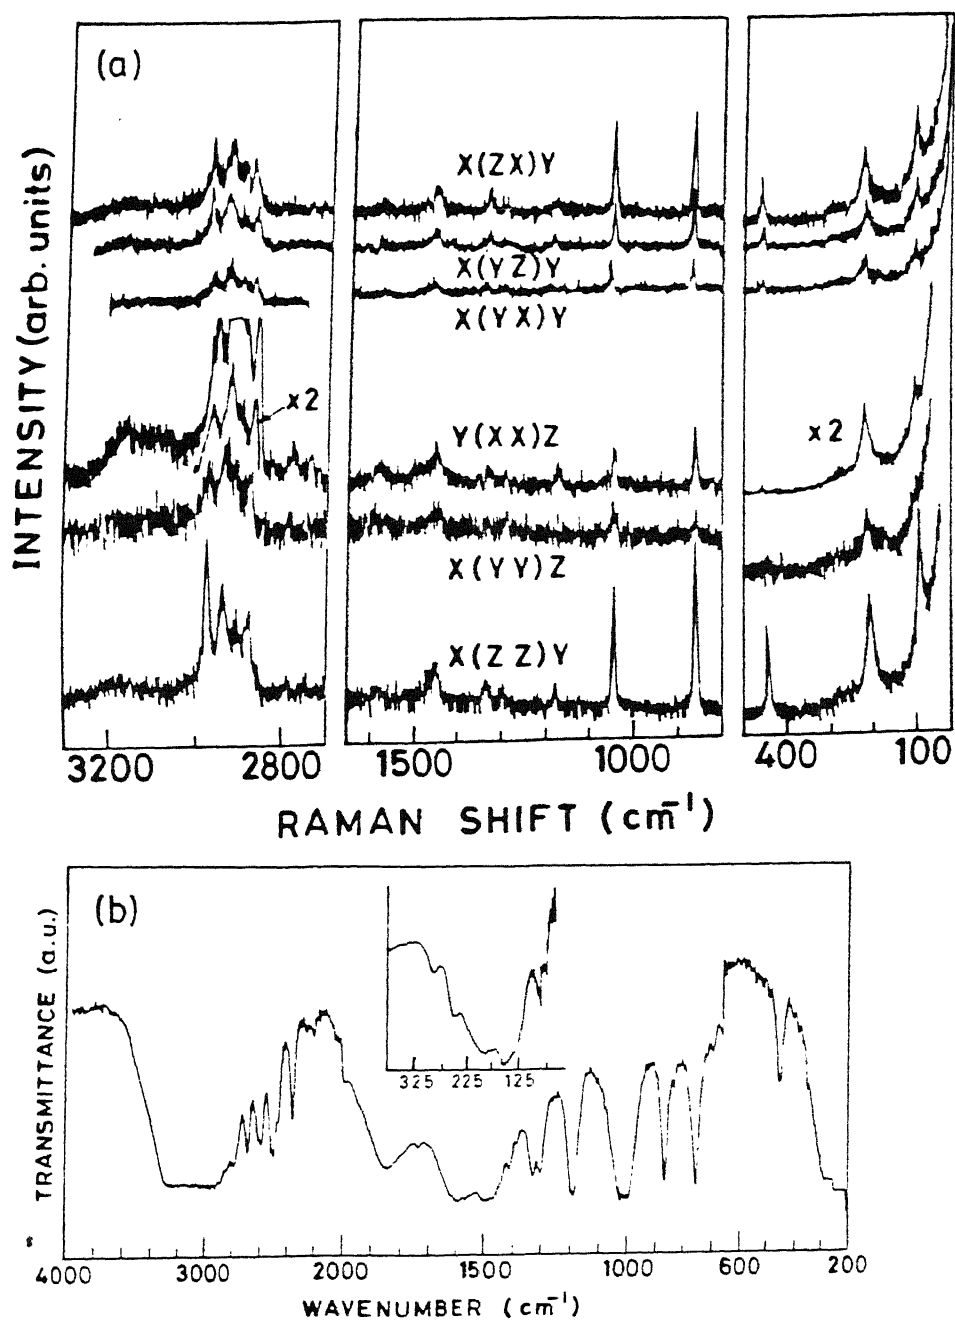 (a)
INTENSITY (arb. units)
X(ZX)Y
X(YZ)Y
X(YX)Y
x2
Y(XX)Z
x2
X(YY)Z
X(ZZ)Y
3200 2800 1500 1000 400 100
RAMAN SHIFT (cm⁻¹)
(b)
TRANSMITTANCE (a.u.)
325 225 125
4000 3000 2000 1500 1000 600 200
WAVENUMBER (cm⁻¹)